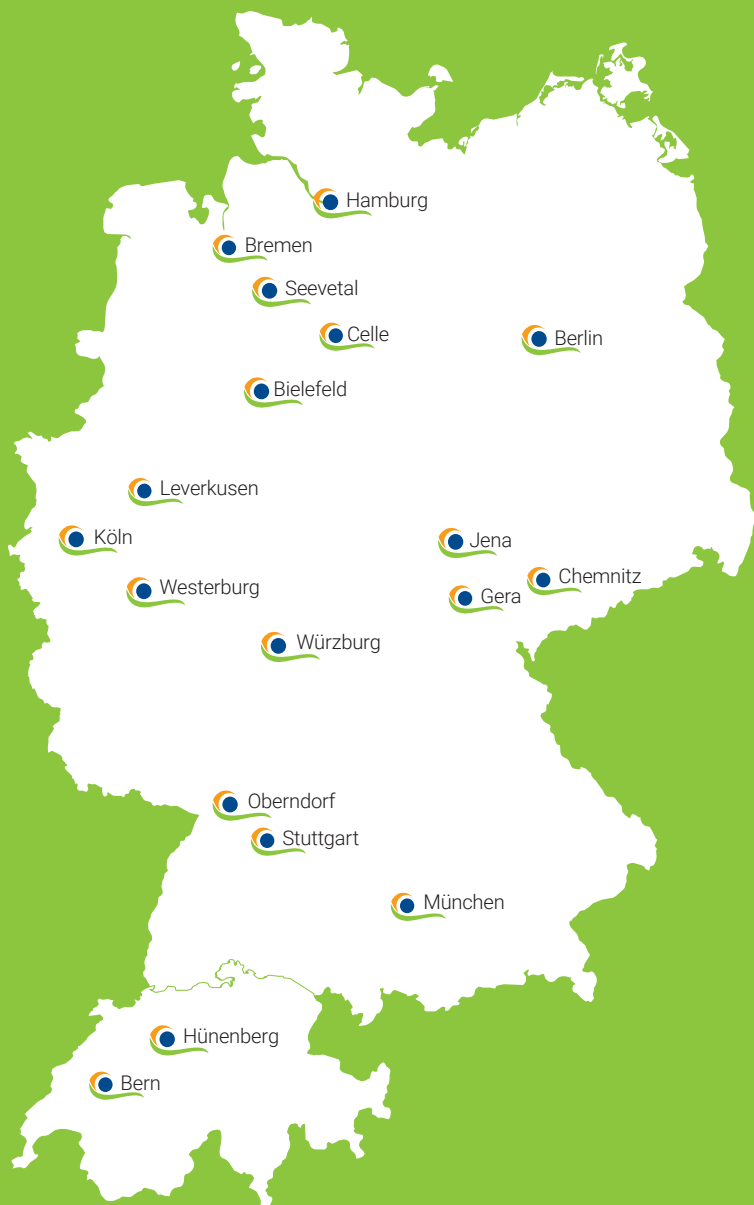 Hamburg
Bremen
Seevetal
Celle
Berlin
Bielefeld
Leverkusen
Köln
Jena
Westerburg
Chemnitz
Gera
Würzburg
Oberndorf
Stuttgart
München
Hünenberg
Bern